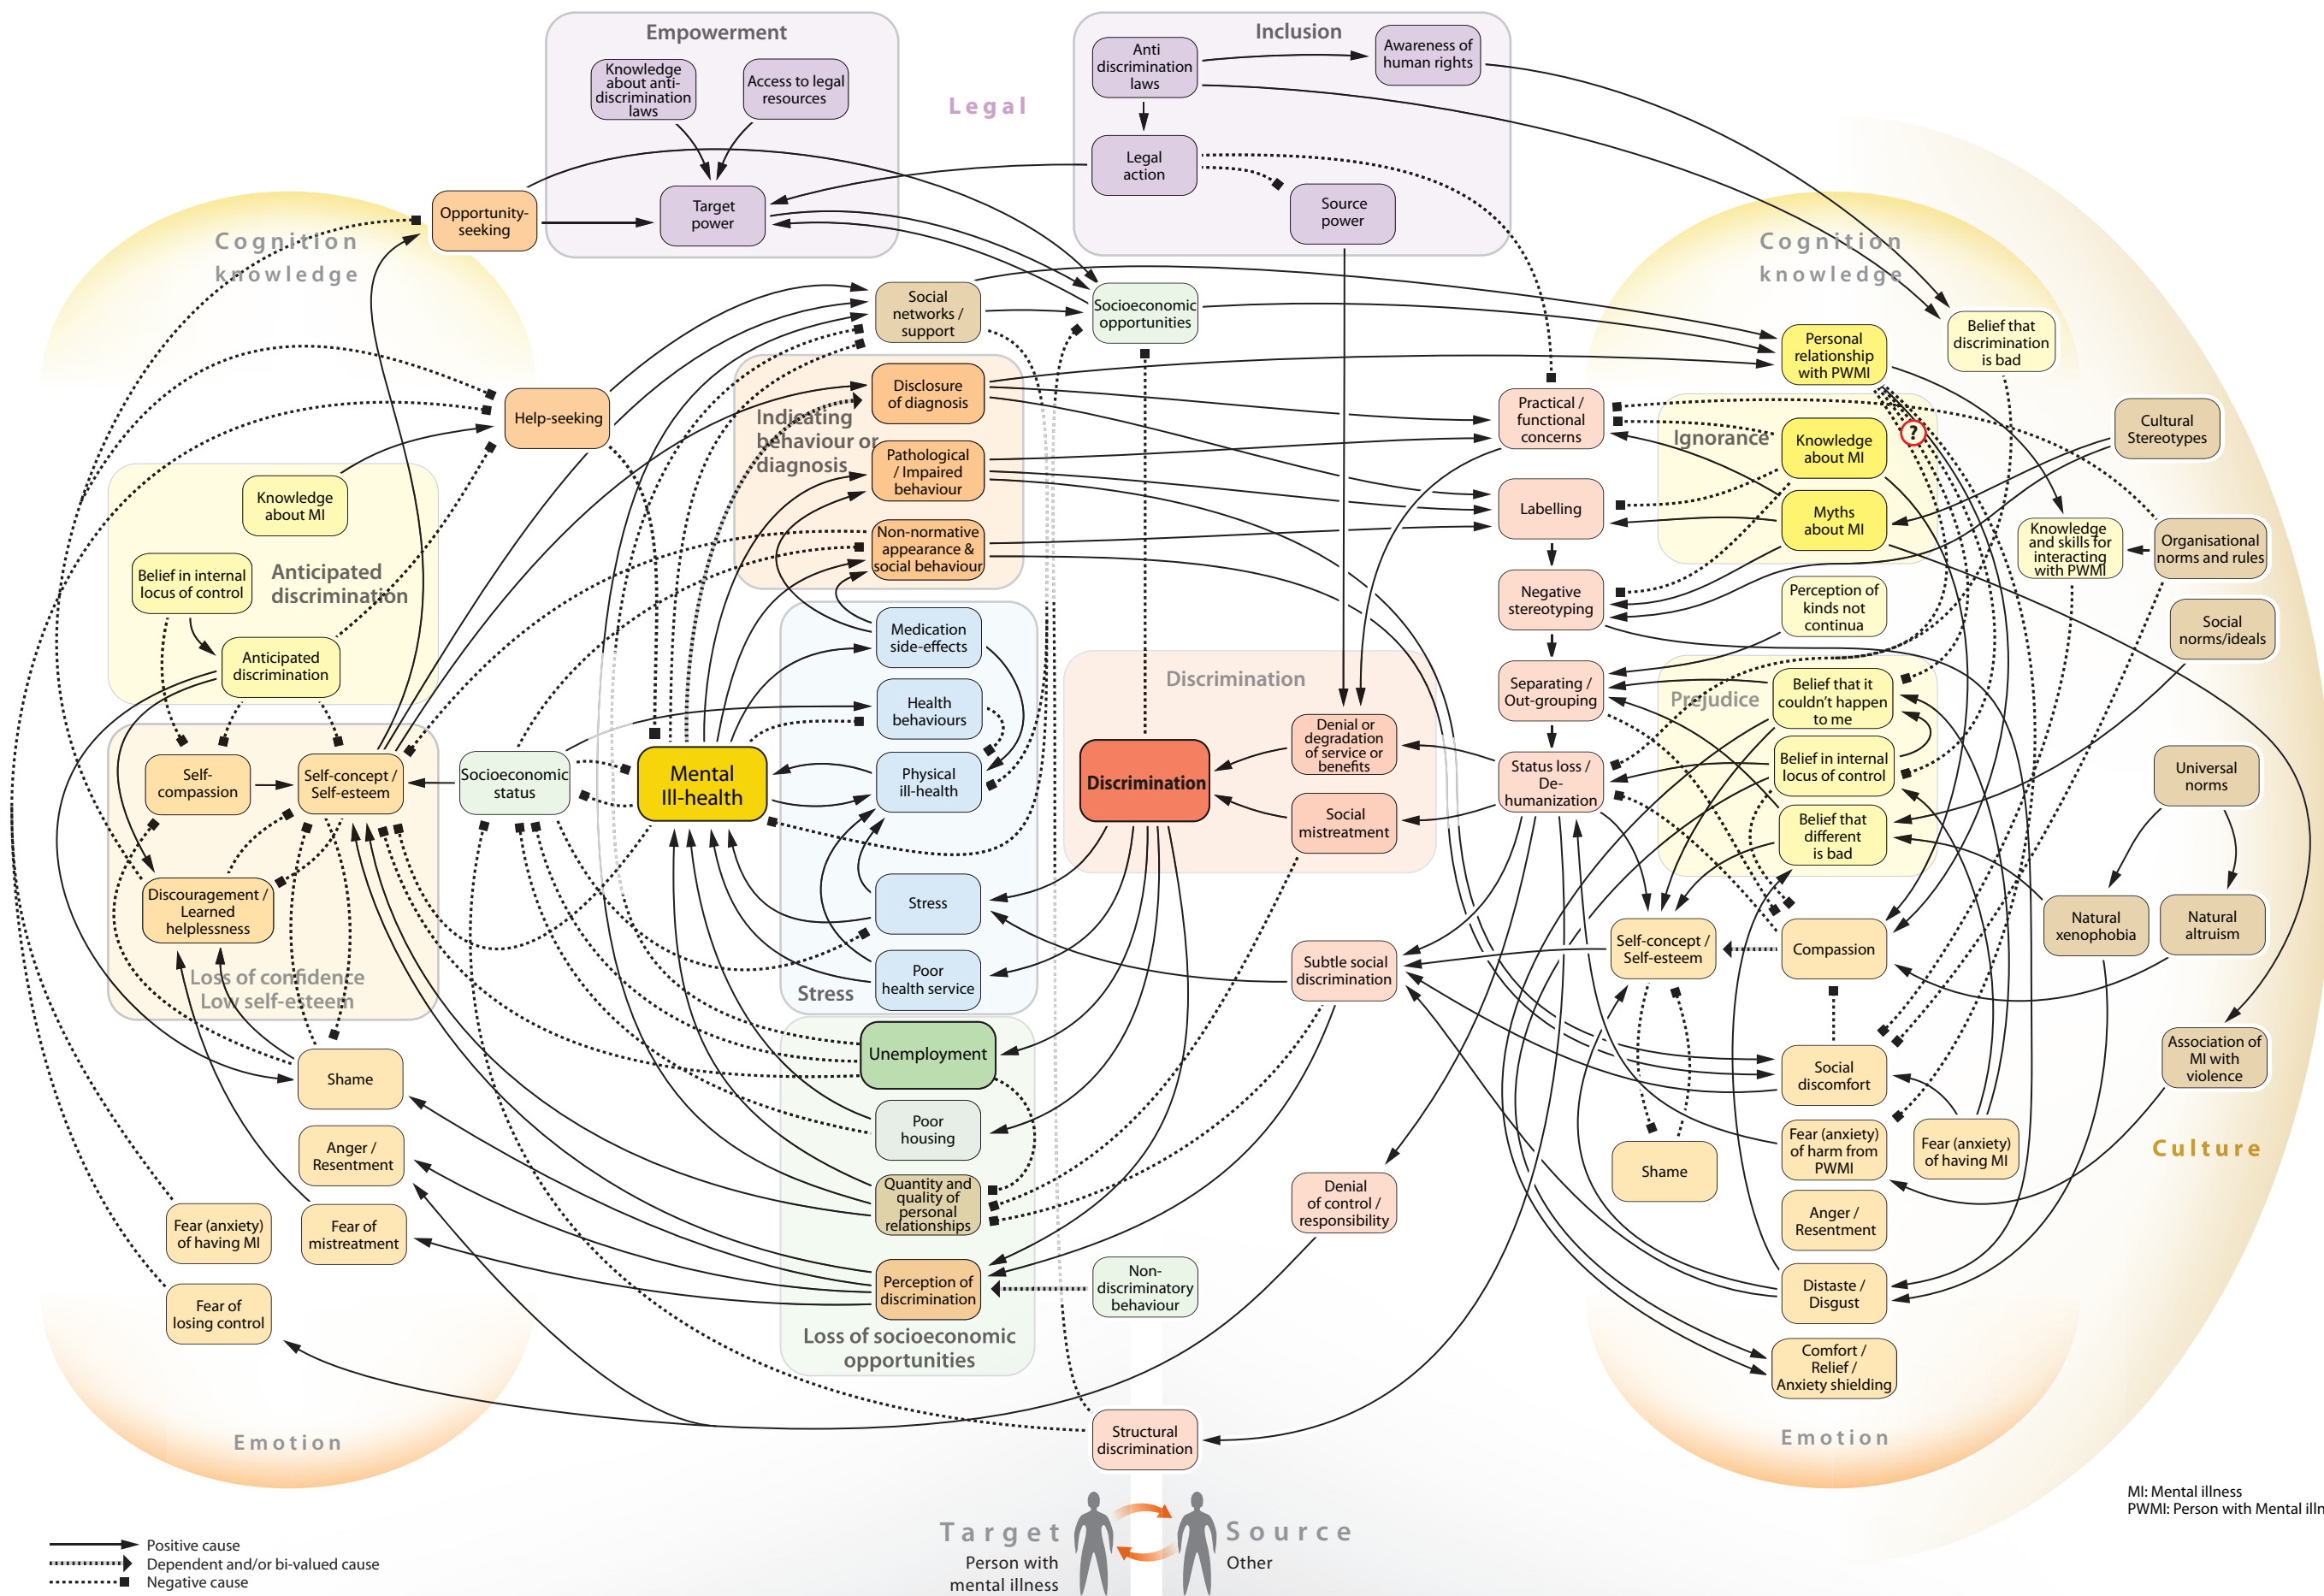 Empowerment
Knowledge
about anti-
discrimination
laws
Access to legal
resources
Target
power
Legal
Inclusion
Anti
discrimination
laws
Awareness of
human rights
Legal
action
Source
power
Cognition
knowledge
Opportunity-
seeking
Help-seeking
Knowledge
about MI
Belief in internal
locus of control
Anticipated
discrimination
Anticipated
discrimination
Self-
compassion
Self-concept /
Self-esteem
Discouragement /
Learned
helplessness
Loss of confidence
Low self-esteem
Shame
Anger /
Resentment
Fear (anxiety)
of having MI
Fear of
mistreatment
Fear of
losing control
Emotion
Socioeconomic
status
Mental
Ill-health
Social
networks /
support
Socioeconomic
opportunities
Indicating
behaviour or
diagnosis
Disclosure
of diagnosis
Pathological
/ Impaired
behaviour
Non-normative
appearance &
social behaviour
Medication
side-effects
Health
behaviours
Physical
ill-health
Stress
Poor
health service
Stress
Unemployment
Poor
housing
Quantity and
quality of
personal
relationships
Perception of
discrimination
Loss of socioeconomic
opportunities
Non-
discriminatory
behaviour
Structural
discrimination
Discrimination
Discrimination
Denial or
degradation
of service or
benefits
Social
mistreatment
Subtle social
discrimination
Denial
of control /
responsibility
Practical /
functional
concerns
Labelling
Negative
stereotyping
Separating /
Out-grouping
Status loss /
De-
humanization
Self-concept /
Self-esteem
Shame
Cognition
knowledge
Personal
relationship
with PWMI
Belief that
discrimination
is bad
Ignorance
?
Knowledge
about MI
Myths
about MI
Perception of
kinds not
continua
Knowledge
and skills for
interacting
with PWMI
Prejudice
Belief that it
couldn't happen
to me
Belief in internal
locus of control
Belief that
different
is bad
Compassion
Social
discomfort
Fear (anxiety)
of harm from
PWMI
Fear (anxiety)
of having MI
Anger /
Resentment
Distaste /
Disgust
Comfort /
Relief /
Anxiety shielding
Emotion
Cultural
Stereotypes
Organisational
norms and rules
Social
norms/ideals
Universal
norms
Natural
xenophobia
Natural
altruism
Association of
MI with
violence
Culture
MI: Mental illness
PWMI: Person with Mental illn
Positive cause
Dependent and/or bi-valued cause
Negative cause
Target
Person with
mental illness
Source
Other